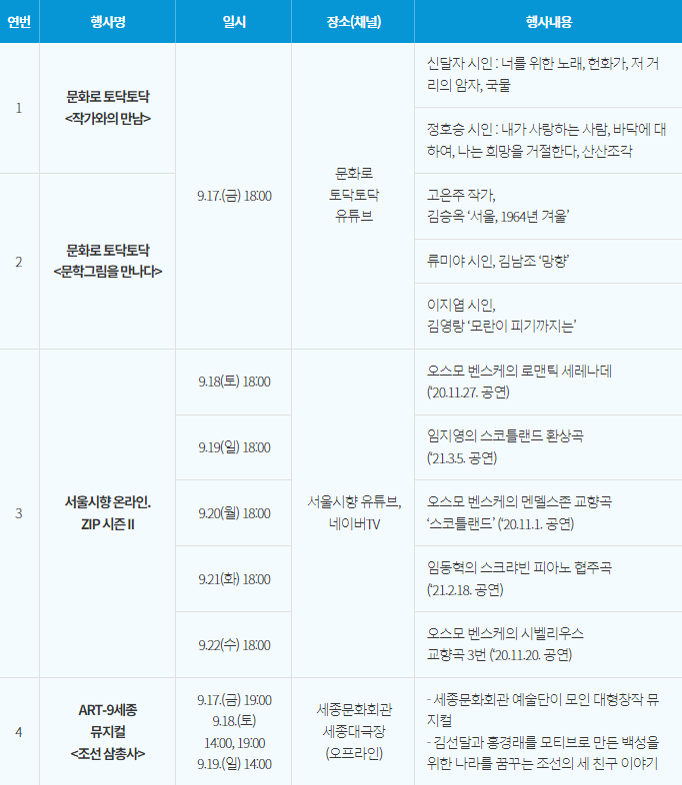 연번 행사명 일시 장소(채널) 행사내용
1
문화로 토닥토닥
<작가와의 만남>
9.17.(금) 18:00
문화로
토닥토닥
유튜브
신달자 시인 : 너를 위한 노래, 헌화가, 저 거
리의 암자, 국물
정호승 시인 : 내가 사랑하는 사람, 바닥에 대
하여, 나는 희망을 거절한다, 산산조각
2
문화로 토닥토닥
<문학그림을 만나다>
고은주 작가,
김승옥 ‘서울, 1964년 겨울’
류미야 시인, 김남조 ‘망향’
이지엽 시인,
김영랑 ‘모란이 피기까지는’
3
서울시향 온라인.
ZIP 시즌 II
서울시향 유튜브,
네이버TV
9.18(토) 18:00
오스모 벤스케의 로맨틱 세레나데
(‘20.11.27. 공연)
9.19(일) 18:00
임지영의 스코틀랜드 환상곡
(‘21.3.5. 공연)
9.20(월) 18:00
오스모 벤스케의 멘델스존 교향곡
‘스코틀랜드’ (‘20.11.1. 공연)
9.21(화) 18:00
임동혁의 스크랴빈 피아노 협주곡
(‘21.2.18. 공연)
9.22(수) 18:00
오스모 벤스케의 시벨리우스
교향곡 3번 (‘20.11.20. 공연)
4
ART-9세종
뮤지컬
<조선 삼총사>
9.17.(금) 19:00
9.18.(토)
14:00, 19:00
9.19.(일) 14:00
세종문화회관
세종대극장
(오프라인)
- 세종문화회관 예술단이 모인 대형창작 뮤
지컬
- 김선달과 홍경래를 모티브로 만든 백성을
위한 나라를 꿈꾸는 조선의 세 친구 이야기